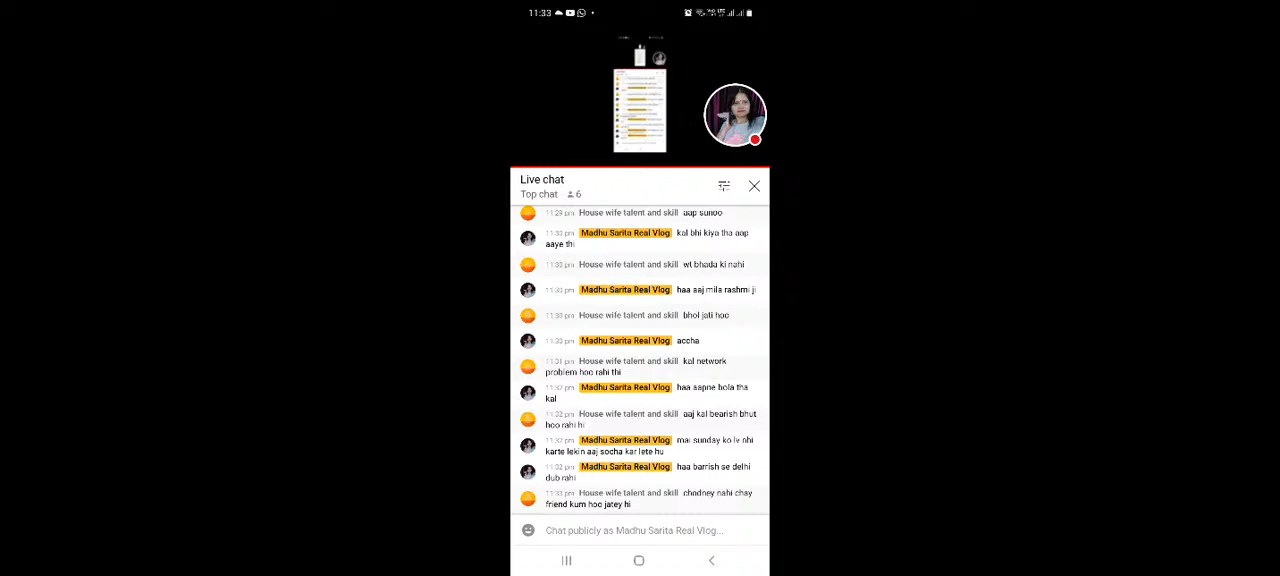 11:33
Live chat
Top chat 6
11:29 pm House wife talent and skill aap sunoo
11:30 pm Madhu Sarita Real Vlog kal bhi kiya tha aap
aaye thi
11:30 pm House wife talent and skill wt bhada ki nahi
11:30 pm Madhu Sarita Real Vlog haa aaj mila rashmi ji
11:30 pm House wife talent and skill bhol jati hoo
11:30 pm Madhu Sarita Real Vlog accha
11:31 pm House wife talent and skill kal network
problem hoo rahi thi
11:32 pm Madhu Sarita Real Vlog haa aapne bola tha
kal
11:32 pm House wife talent and skill aaj kal bearish bhut
hoo rahi hi
11:32 pm Madhu Sarita Real Vlog mai sunday ko lv nhi
karte lekin aaj socha kar lete hu
11:32 pm Madhu Sarita Real Vlog haa barrish se delhi
dub rahi
11:33 pm House wife talent and skill chodney nahi chay
friend kum hoo jatey hi
Chat publicly as Madhu Sarita Real Vlog...